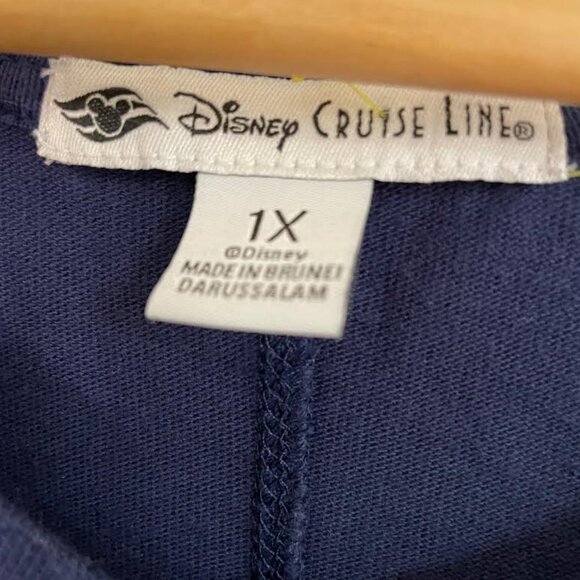 Disney CRUISE LINE®
1X
©Disney
MADE IN BRUNEI
DARUSSALAM